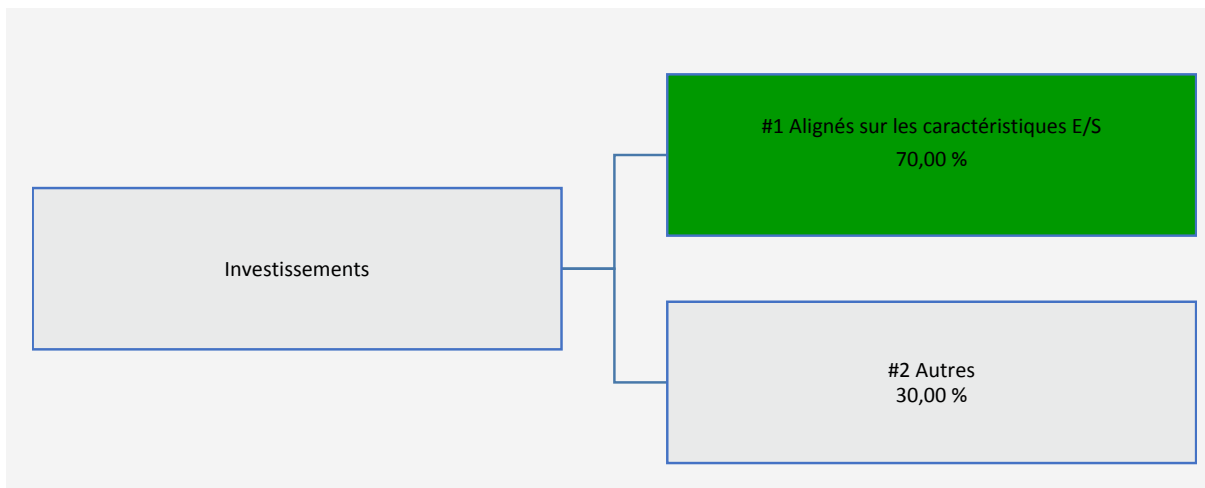 #1 Alignés sur les caractéristiques E/S
70,00 %
Investissements
#2 Autres
30,00 %